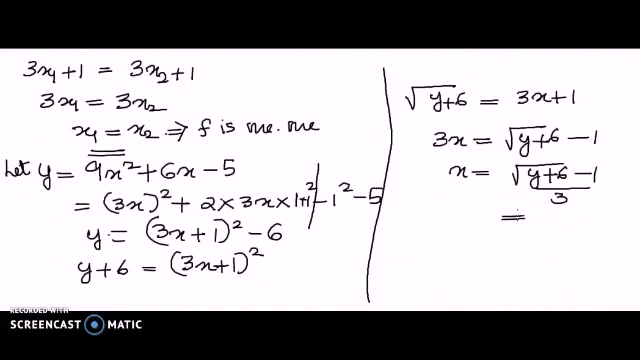 3x₁+1 = 3x₂+1
3x₁ = 3x₂
x₁ = x₂ ⇒ f is one.one
Let y = 9x²+6x-5
= (3x)²+2×3x×1+1²-1²-5
y = (3x+1)²-6
y+6 = (3x+1)²
√y+6 = 3x+1
3x = √y+6 -1
x = √y+6 -1
3
=
RECORDED WITH
SCREENCAST MATIC